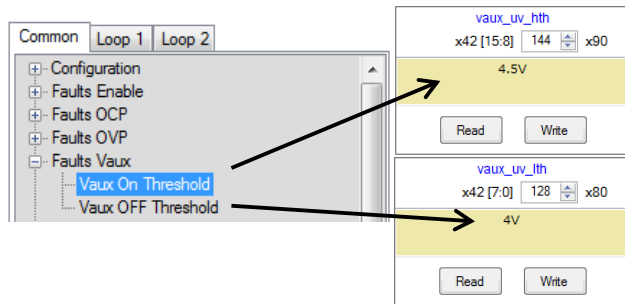 Common Loop 1 Loop 2
Configuration
Faults Enable
Faults OCP
Faults OVP
Faults Vaux
Vaux On Threshold
Vaux OFF Threshold
vaux_uv_hth
x42 [15:8] 144 x90
4.5V
Read Write
vaux_uv_lth
x42 [7:0] 128 x80
4V
Read Write